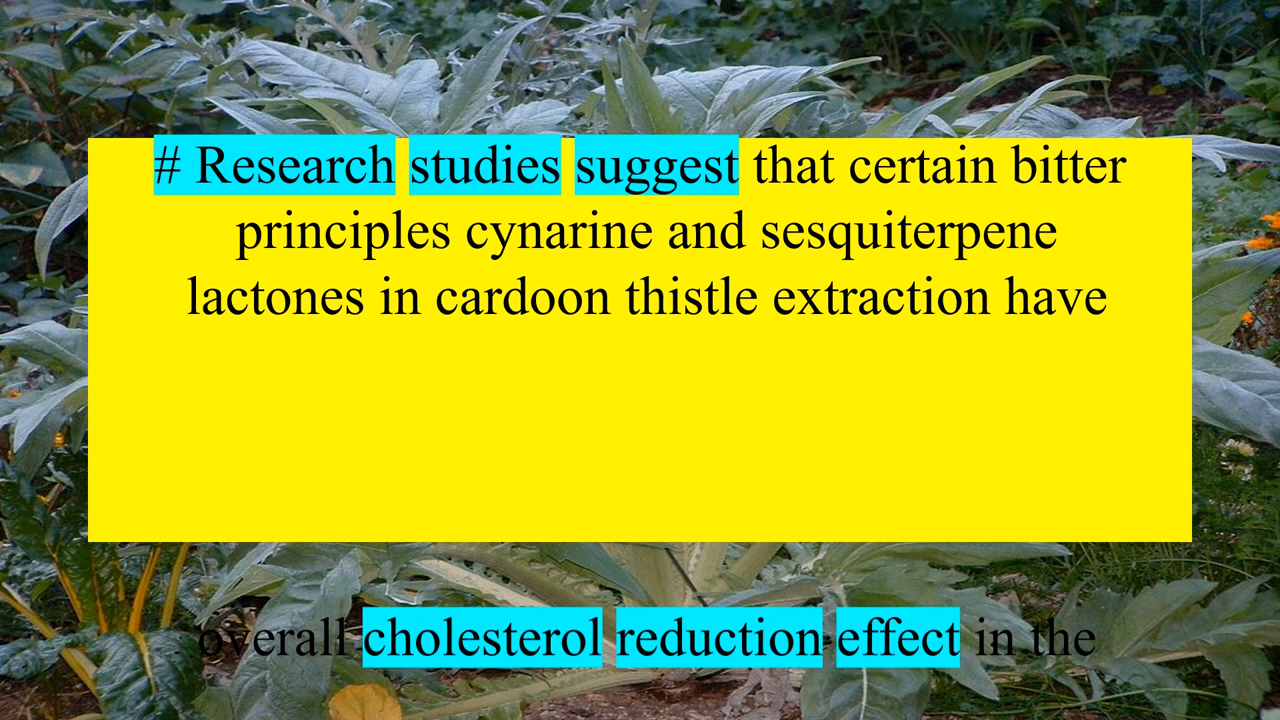 # Research studies suggest that certain bitter
principles cynarine and sesquiterpene
lactones in cardoon thistle extraction have
overall cholesterol reduction effect in the